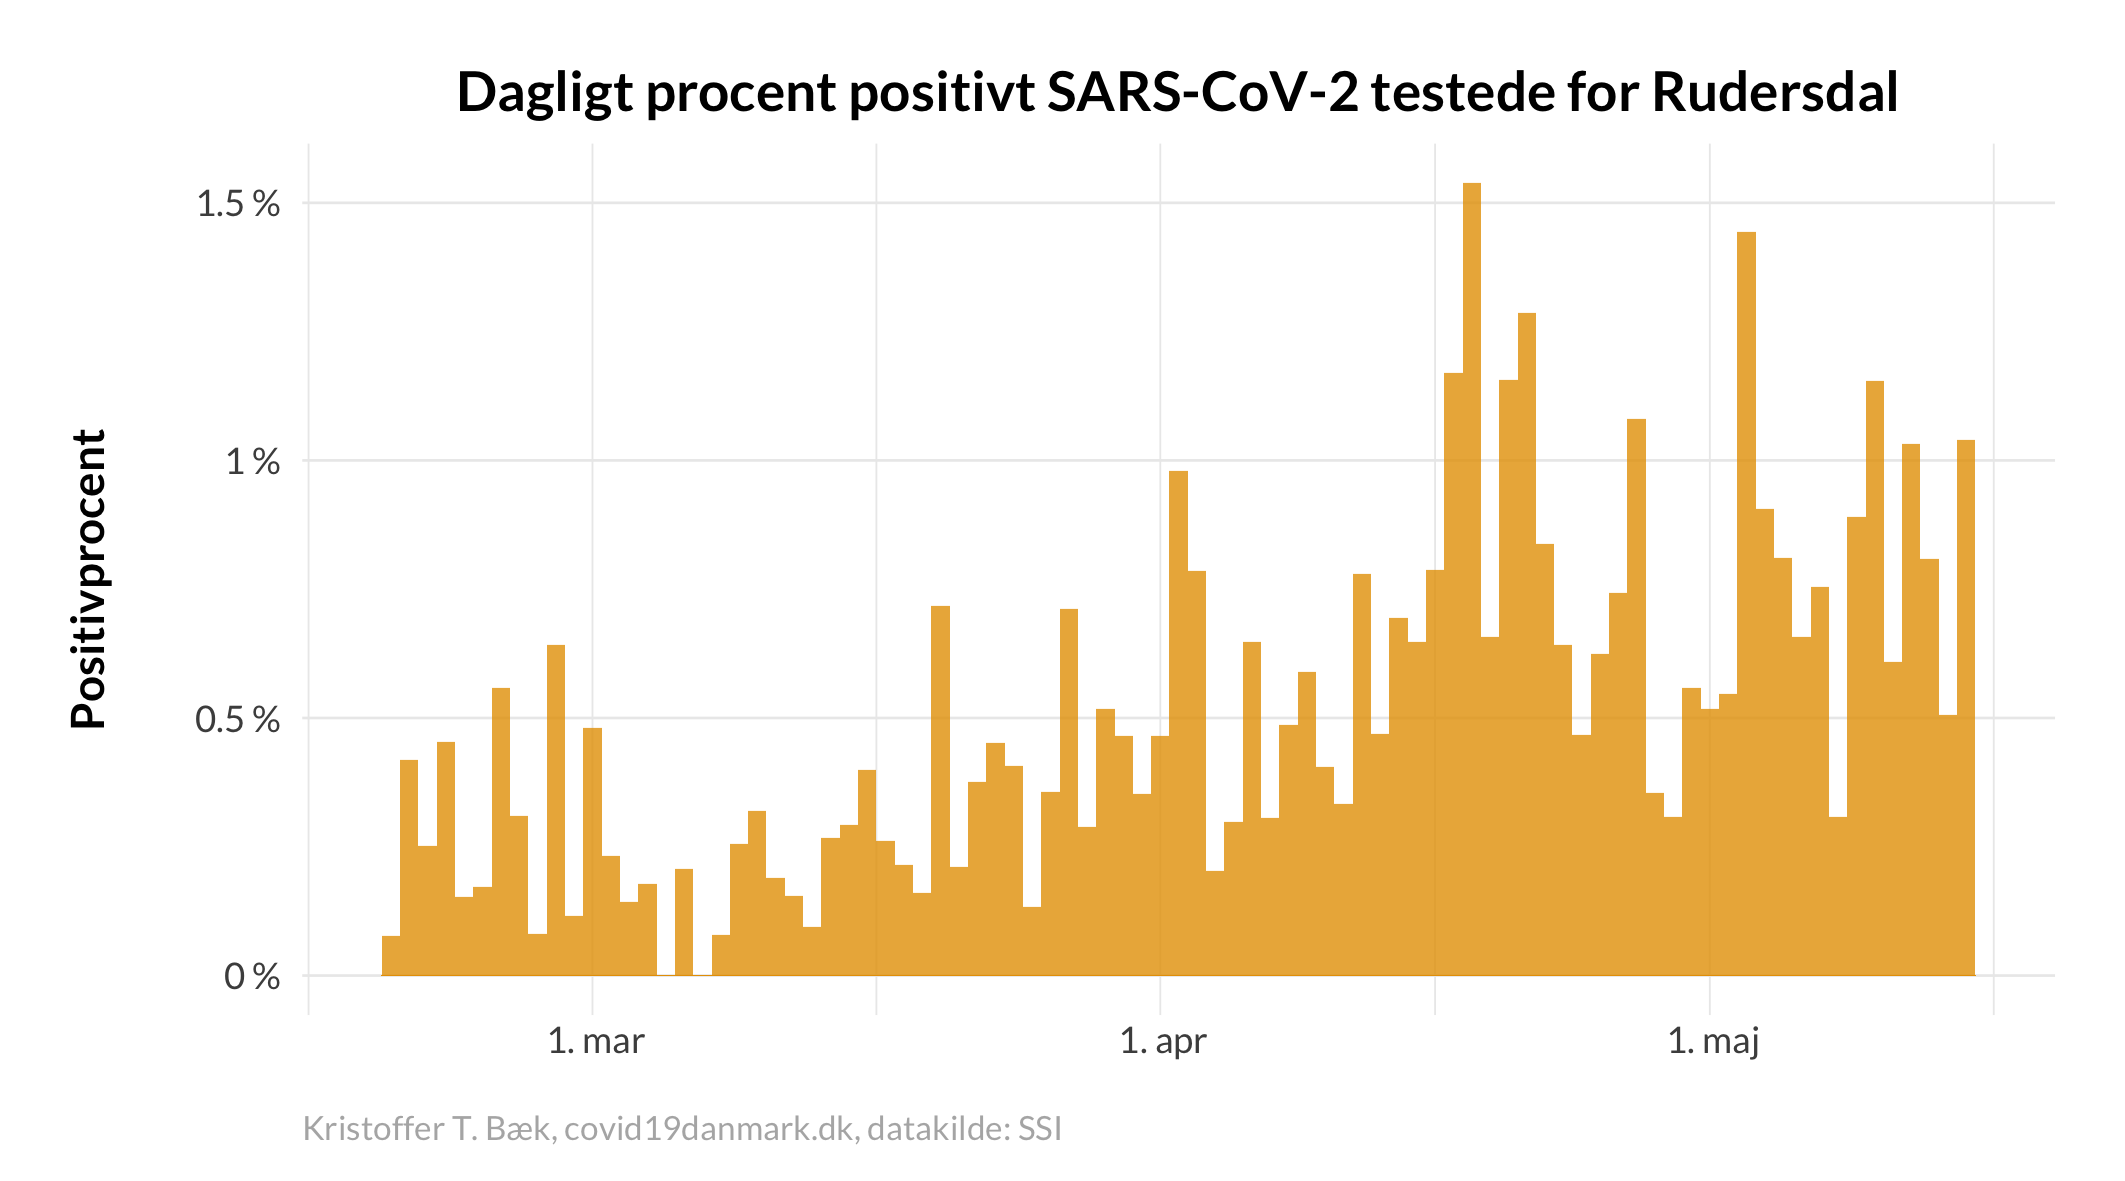 Dagligt procent positivt SARS-CoV-2 testede for Rudersdal
Positivprocent
1.5 %
1 %
0.5 %
0 %
1. mar
1. apr
1. maj
Kristoffer T. Bæk, covid19danmark.dk, datakilde: SSI